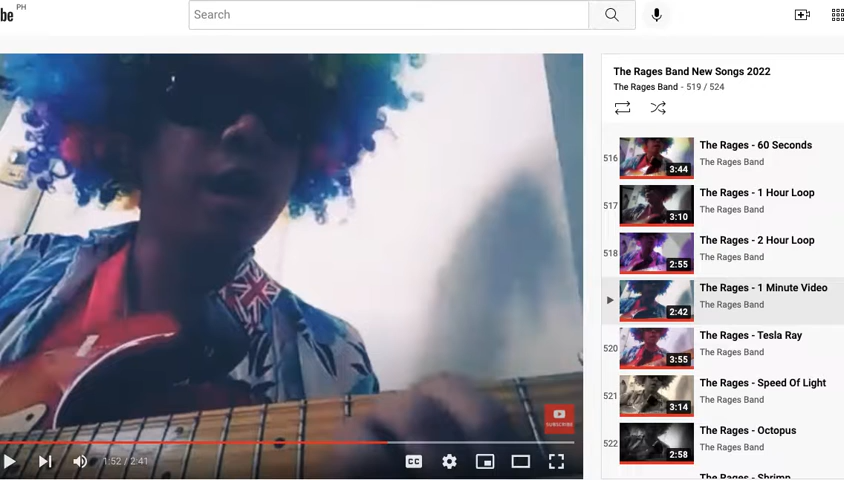 be PH
Search
The Rages Band New Songs 2022
The Rages Band - 519 / 524
516
3:44
The Rages - 60 Seconds
The Rages Band
517
3:10
The Rages - 1 Hour Loop
The Rages Band
518
2:55
The Rages - 2 Hour Loop
The Rages Band
2:42
The Rages - 1 Minute Video
The Rages Band
520
3:55
The Rages - Tesla Ray
The Rages Band
521
3:14
The Rages - Speed Of Light
The Rages Band
522
2:58
The Rages - Octopus
The Rages Band
The Rages - Shrimp
SUBSCRIBE
1:52 / 2:41
CC